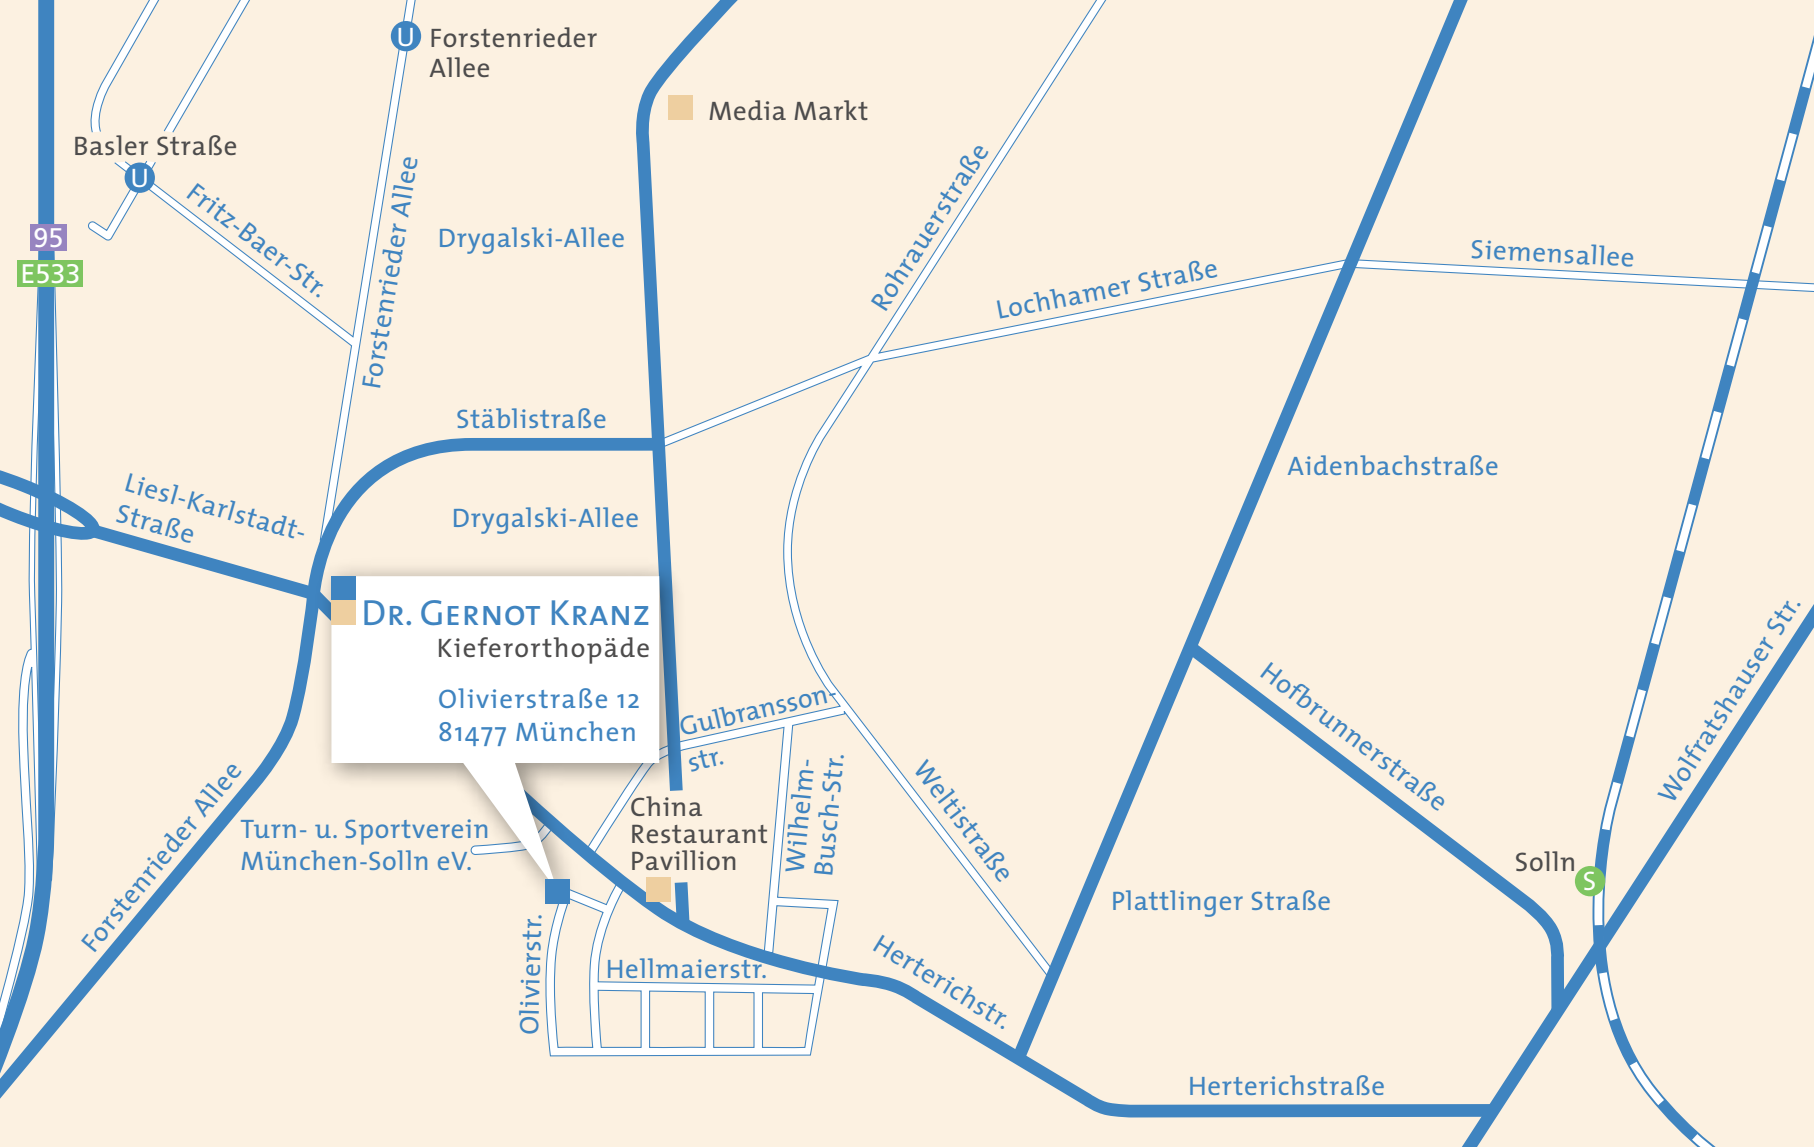 U Forstenrieder
Allee
Media Markt
Basler Straße
U
Fritz-Baer-Str.
Forstenrieder Allee
95
E533
Drygalski-Allee
Rohrauerstraße
Lochhamer Straße
Siemensallee
Stäblistraße
Aidenbachstraße
Liesl-Karlstadt-
Straße
Drygalski-Allee
Dr. Gernot Kranz
Kieferorthopäde
Olivierstraße 12
81477 München
Gulbransson-
str.
Hofbrunnerstraße
Wolfratshauser Str.
Forstenrieder Allee
Turn- u. Sportverein
München-Solln eV.
China
Restaurant
Pavillion
Wilhelm-
Busch-Str.
Weltistraße
Solln
S
Plattlinger Straße
Olivierstr.
Hellmaierstr.
Herterichstr.
Herterichstraße